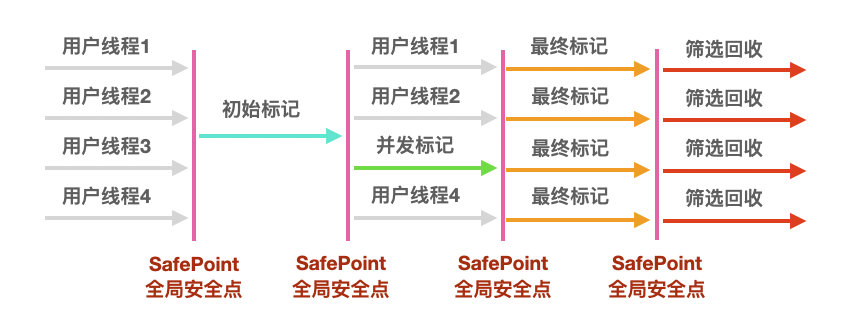 用户线程1
用户线程2
用户线程3
用户线程4
初始标记
用户线程1
用户线程2
并发标记
用户线程4
最终标记
最终标记
最终标记
最终标记
筛选回收
筛选回收
筛选回收
筛选回收
SafePoint
全局安全点
SafePoint
全局安全点
SafePoint
全局安全点
SafePoint
全局安全点